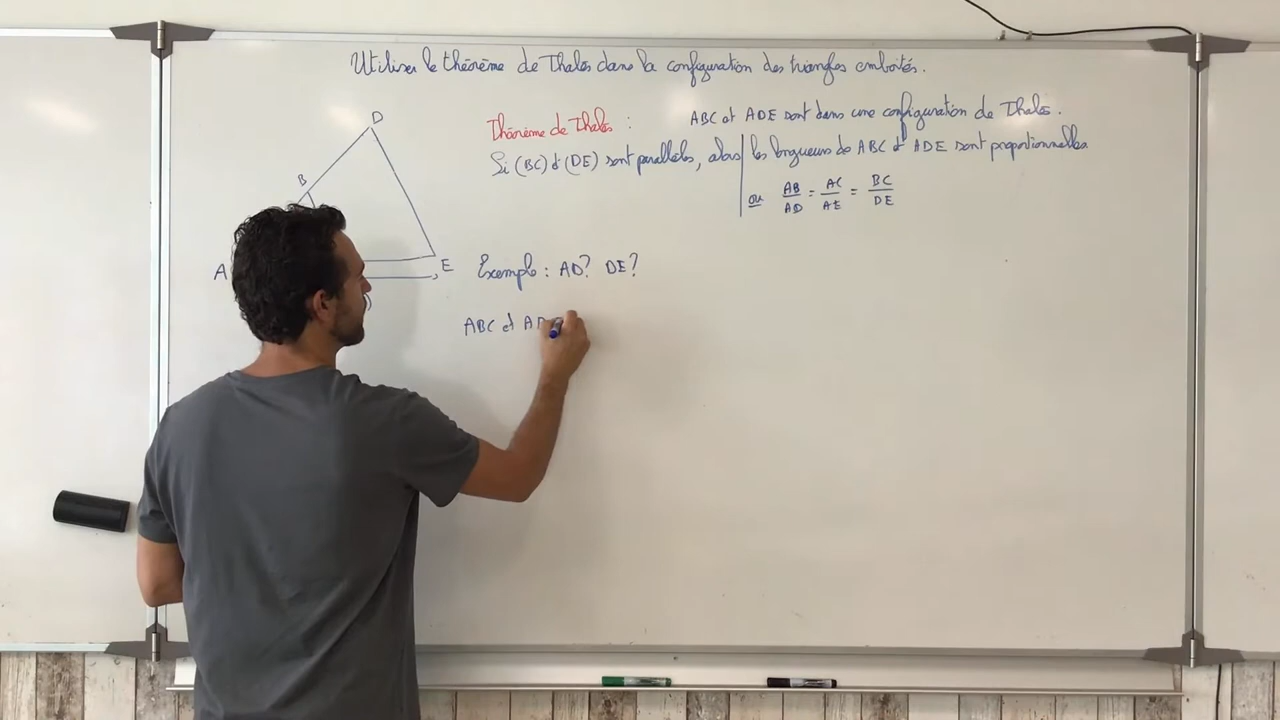 Utiliser le théorème de Thalès dans la configuration des triangles emboîtés.
D
Théorème de Thalès :
ABC et ADE sont dans une configuration de Thalès.
Si (BC) et (DE) sont parallèles, alors les longueurs de ABC et ADE sont proportionnelles
B
ou AB/AD = AC/AE = BC/DE
A
E
Exemple : AD? DE?
ABC et AD